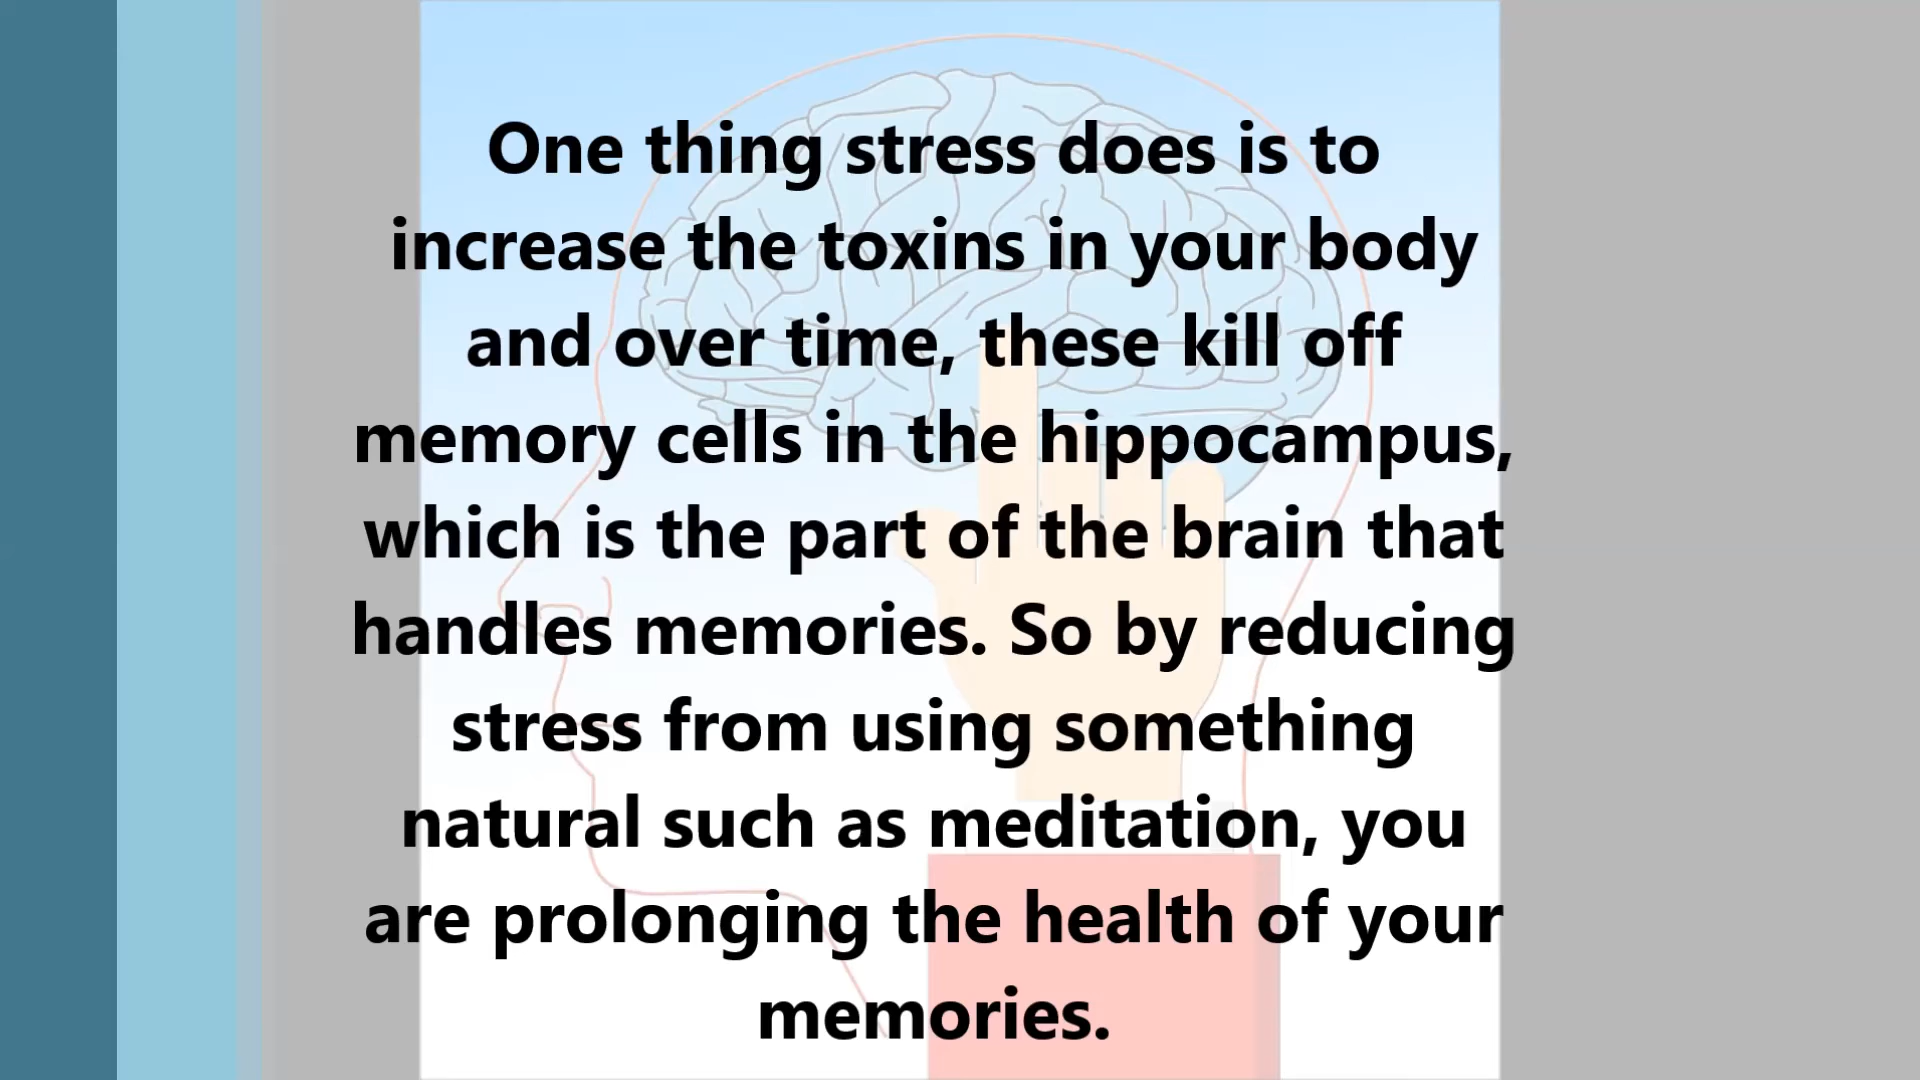 One thing stress does is to
increase the toxins in your body
and over time, these kill off
memory cells in the hippocampus,
which is the part of the brain that
handles memories. So by reducing
stress from using something
natural such as meditation, you
are prolonging the health of your
memories.